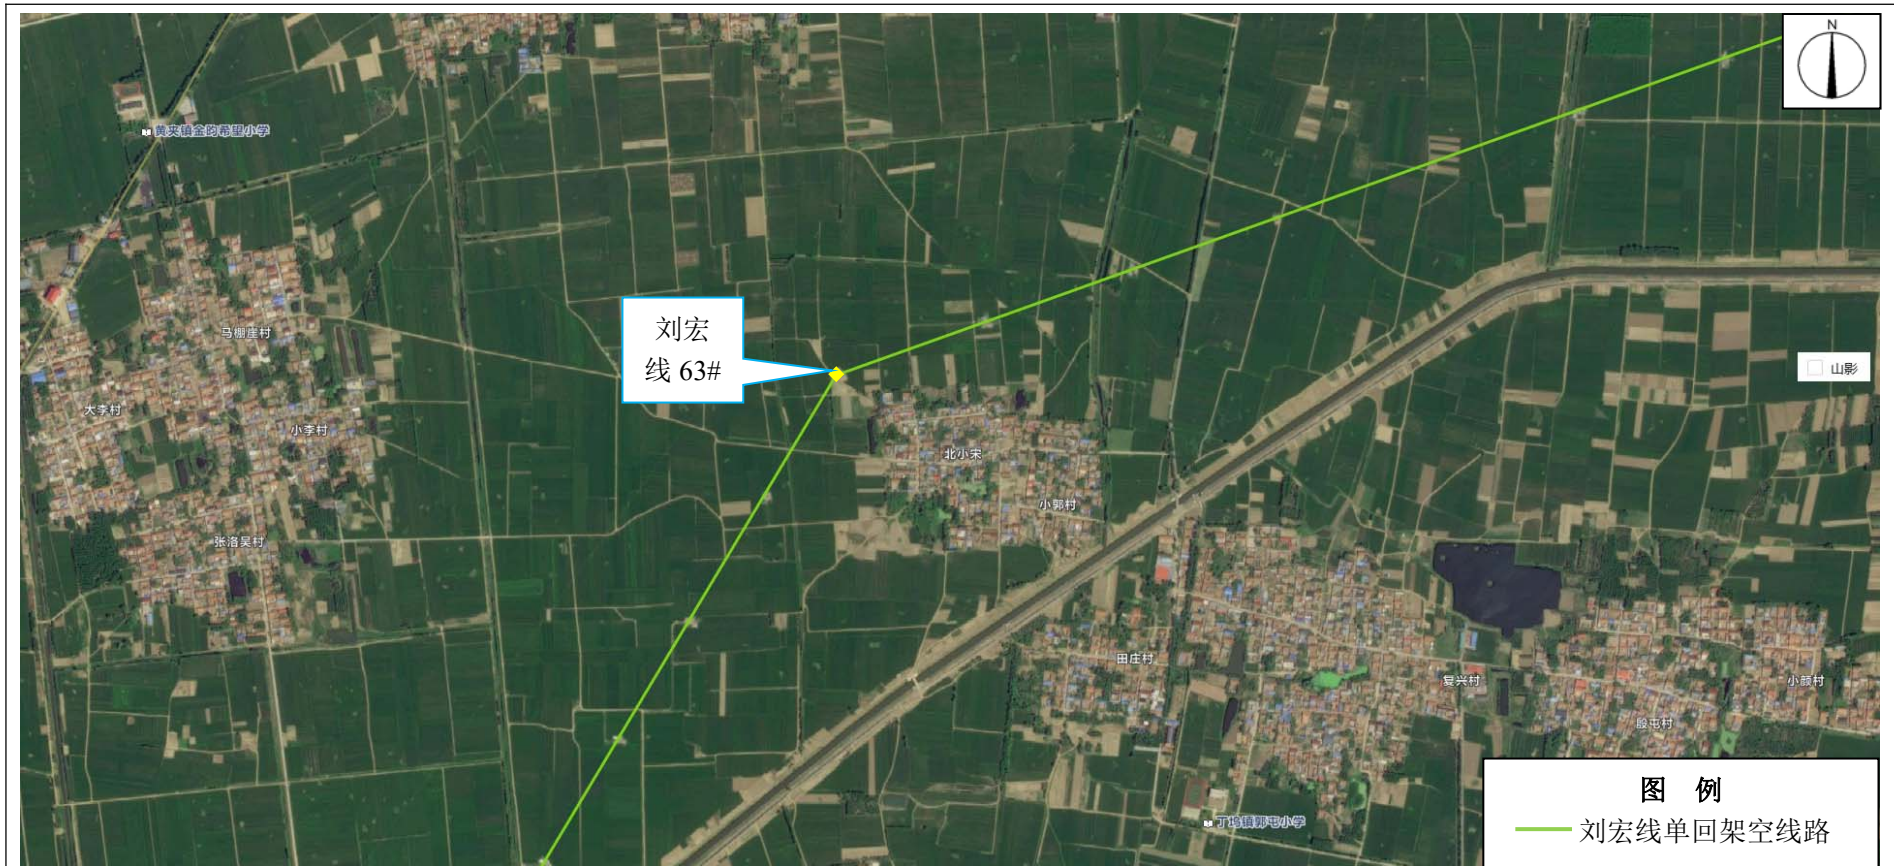 N
黄夹镇金昀希望小学
刘宏
线 63#
马棚崖村
山影
大李村
小李村
北小宋
小郭村
张洛吴村
田庄村
复兴村
小颜村
殷屯村
图 例
丁坞镇郭屯小学
刘宏线单回架空线路